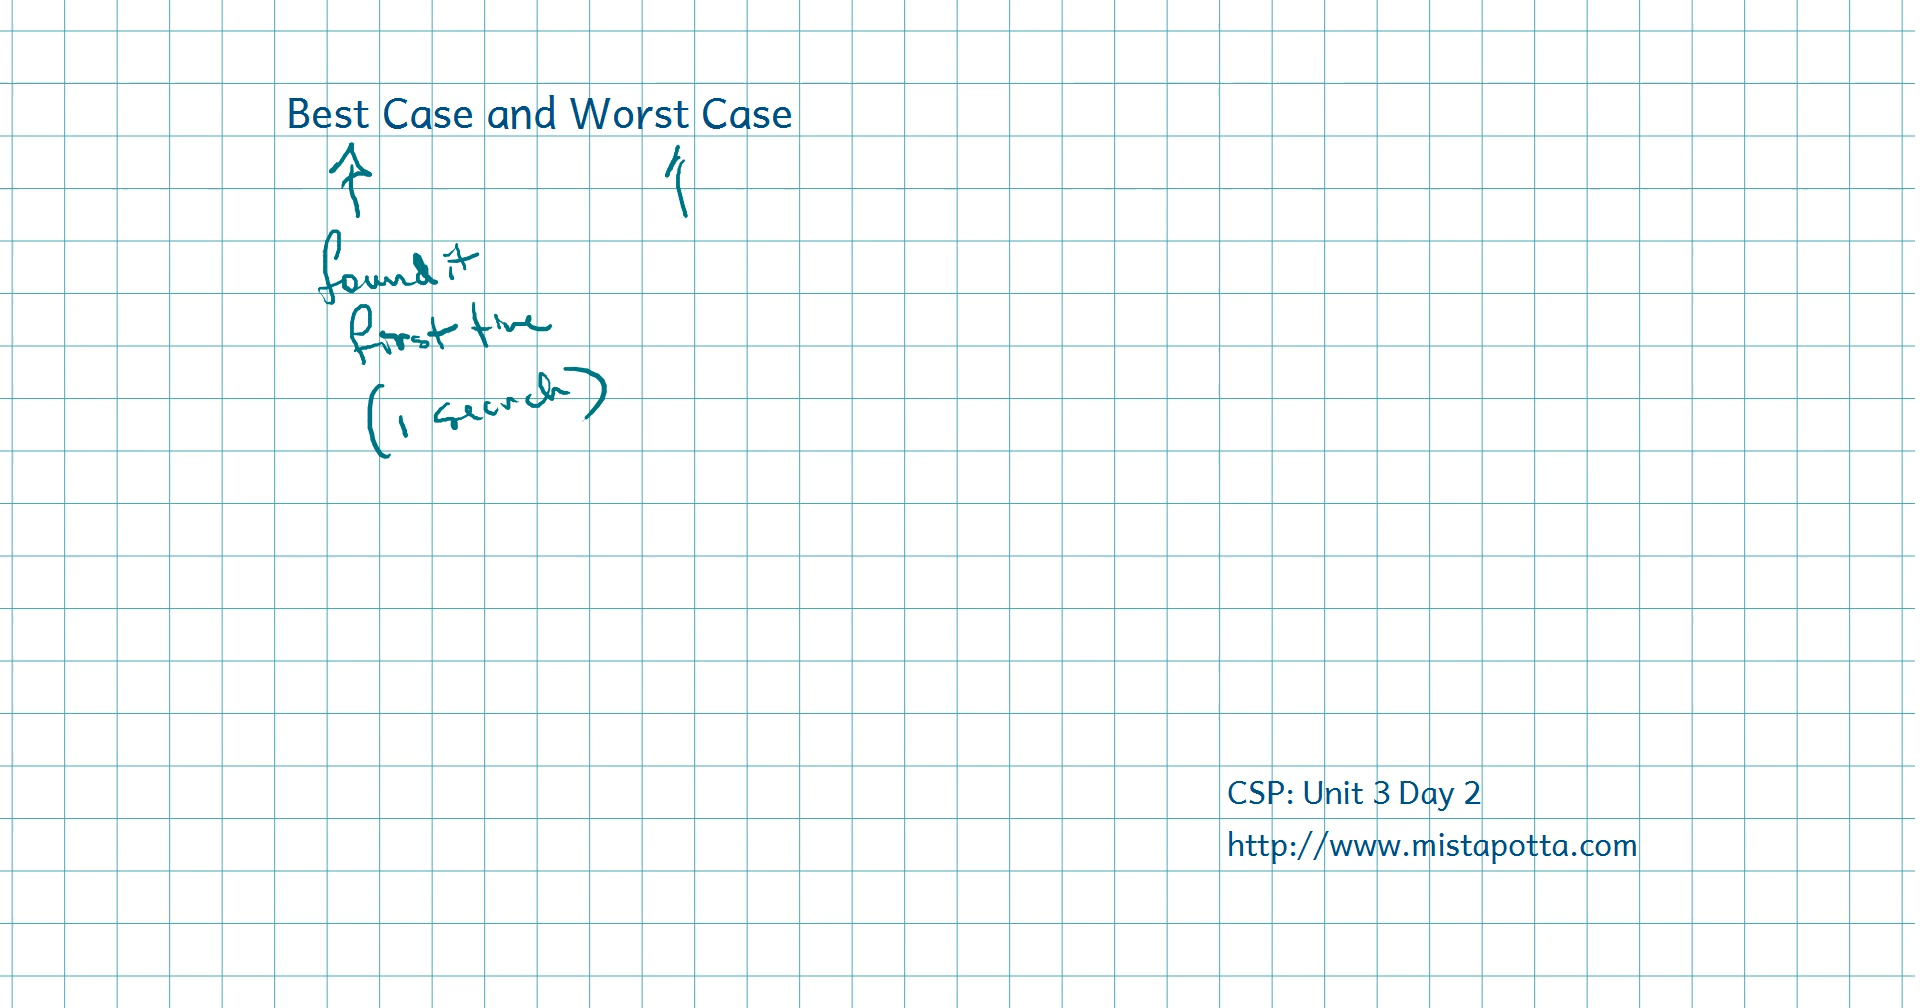 Best Case and Worst Case
found it
first time
(1 search)
CSP: Unit 3 Day 2
http://www.mistapotta.com